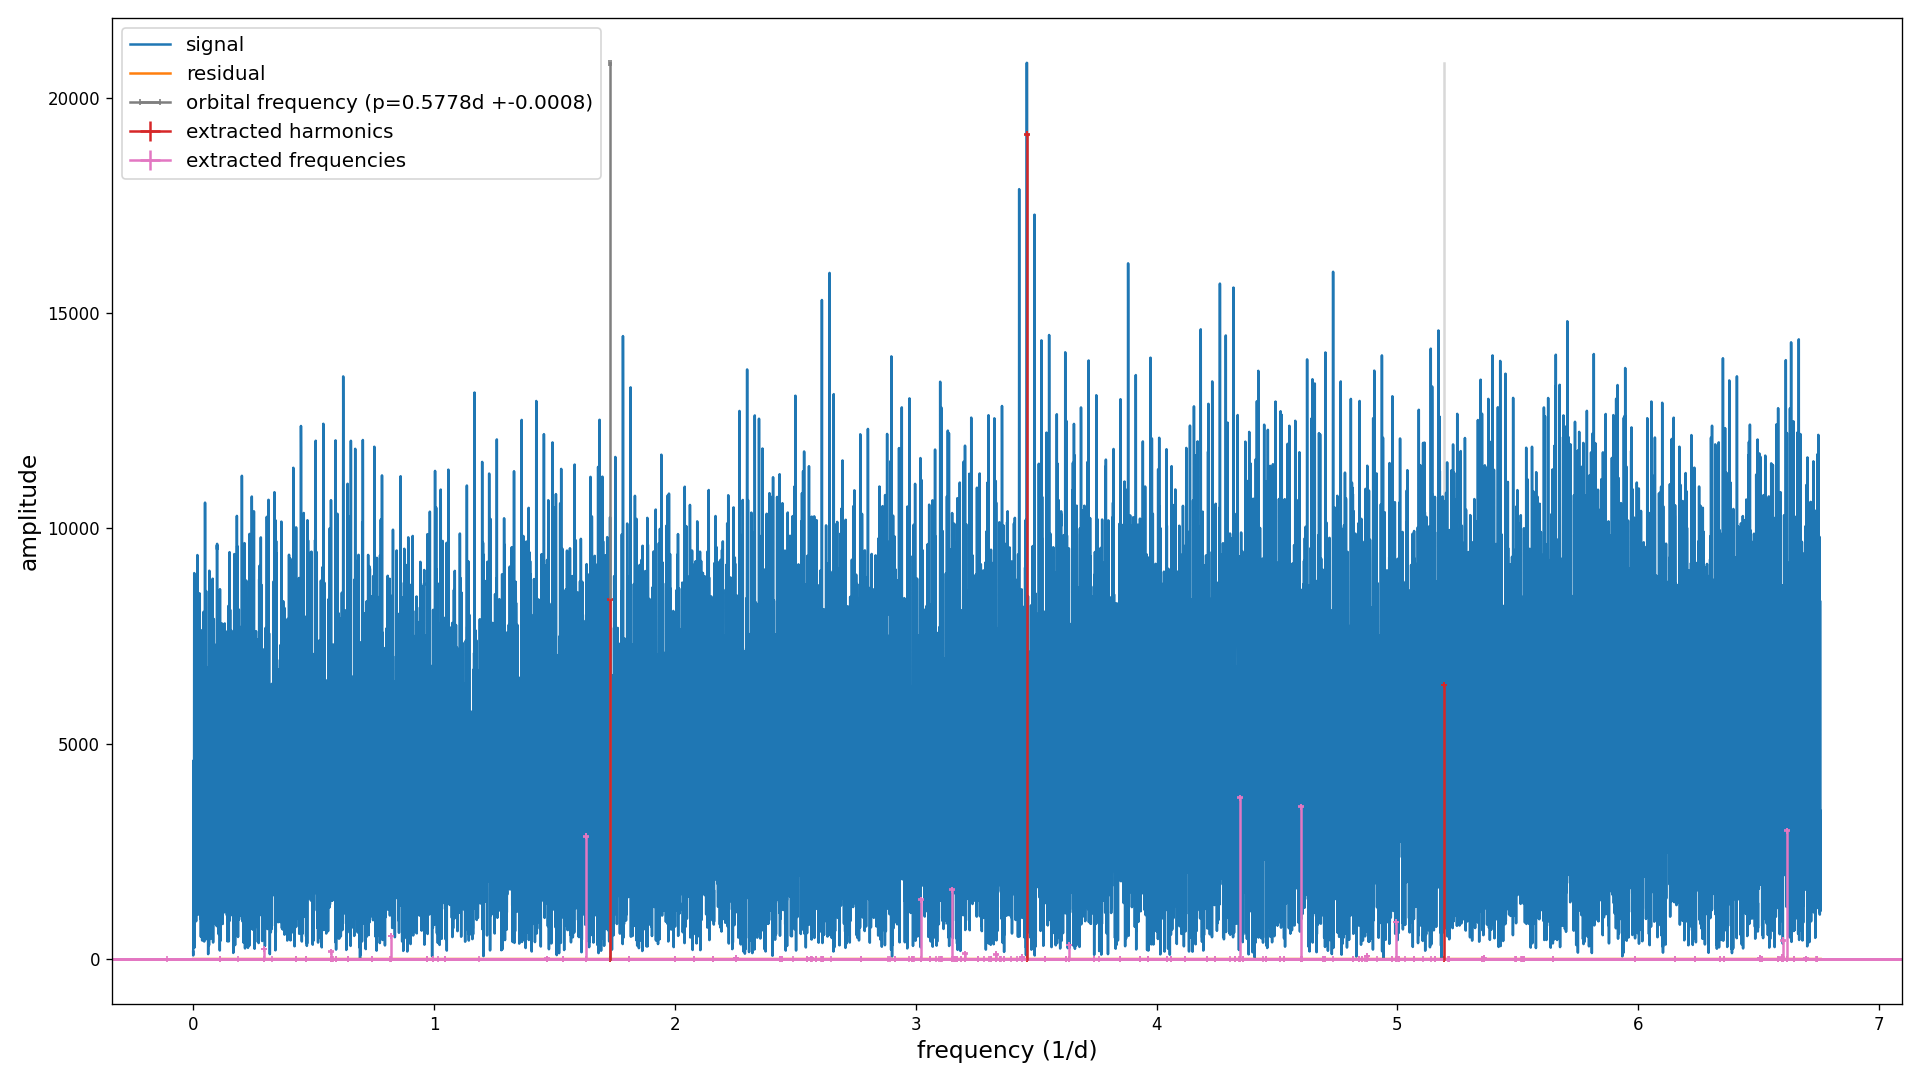 signal
residual
orbital frequency (p=0.5778d +-0.0008)
extracted harmonics
extracted frequencies
20000
15000
10000
5000
0
amplitude
0 1 2 3 4 5 6 7
frequency (1/d)